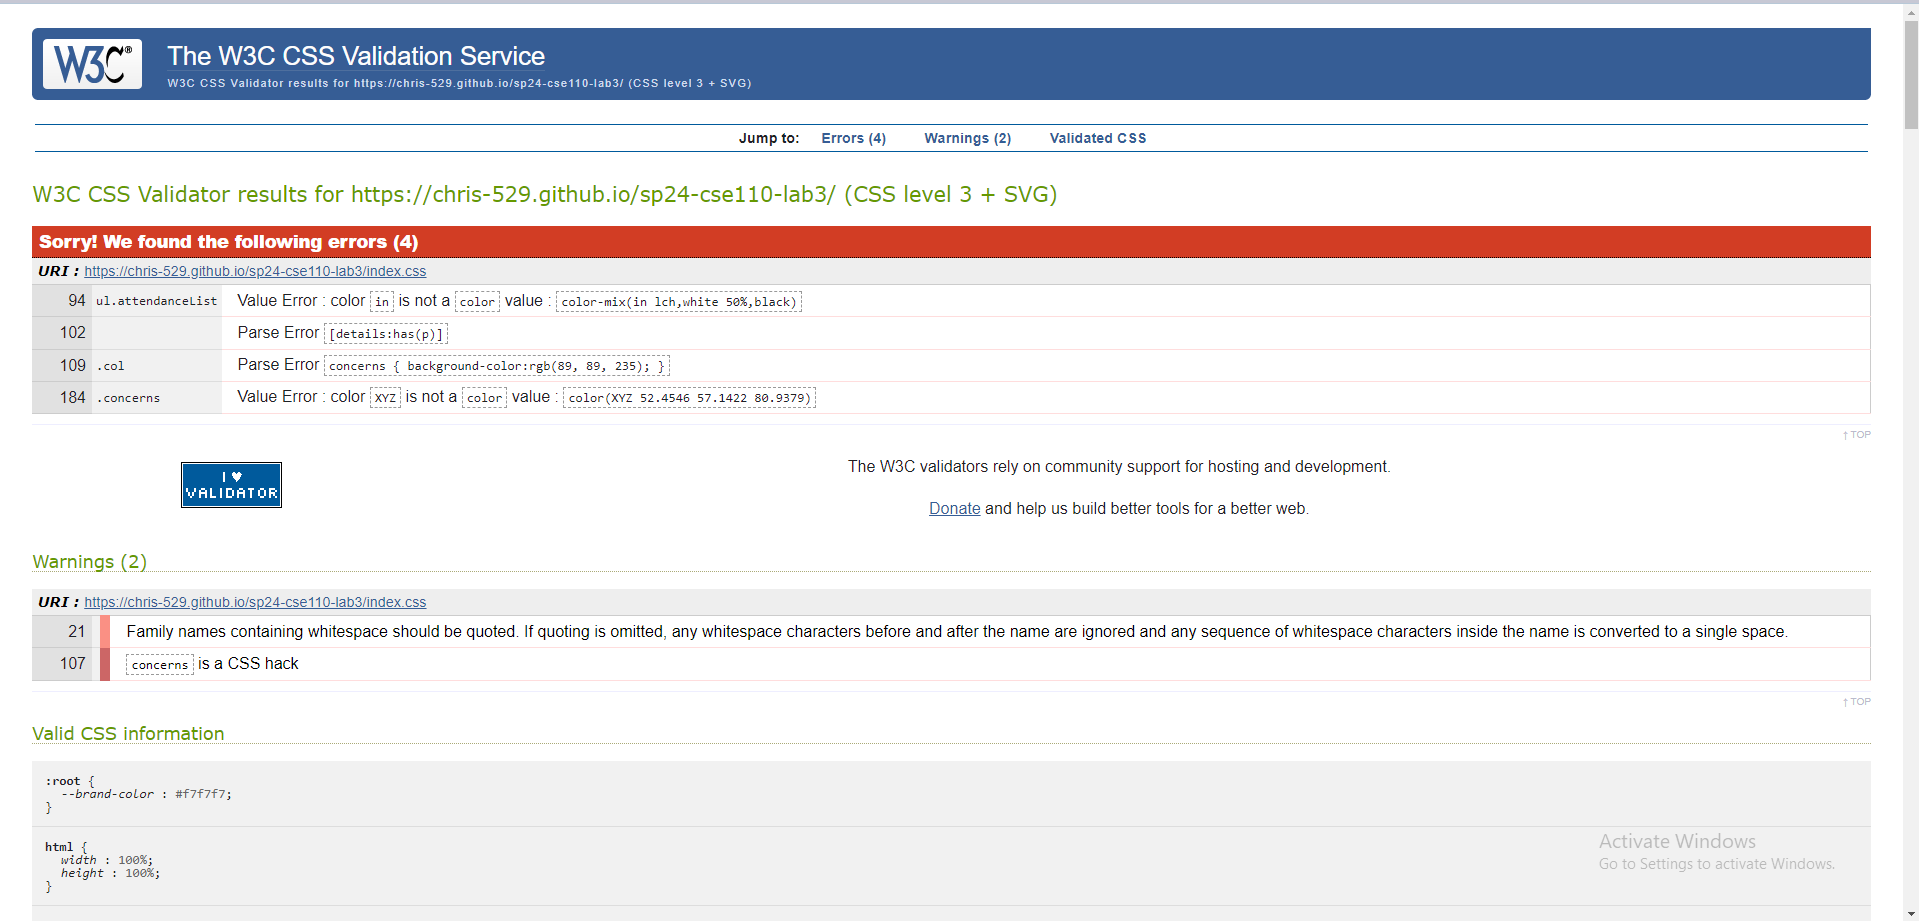 W3C®
The W3C CSS Validation Service
W3C CSS Validator results for https://chris-529.github.io/sp24-cse110-lab3/ (CSS level 3 + SVG)
Jump to: Errors (4) Warnings (2) Validated CSS
W3C CSS Validator results for https://chris-529.github.io/sp24-cse110-lab3/ (CSS level 3 + SVG)
Sorry! We found the following errors (4)
URI : https://chris-529.github.io/sp24-cse110-lab3/index.css
94 ul.attendanceList Value Error : color in is not a color value : color-mix(in lch,white 50%,black)
102 Parse Error [details:has(p)]
109 .col Parse Error concerns { background-color:rgb(89, 89, 235); }
184 .concerns Value Error : color XYZ is not a color value : color(XYZ 52.4546 57.1422 80.9379)
↑ TOP
I ♥
VALIDATOR
The W3C validators rely on community support for hosting and development.
Donate and help us build better tools for a better web.
Warnings (2)
URI : https://chris-529.github.io/sp24-cse110-lab3/index.css
21 Family names containing whitespace should be quoted. If quoting is omitted, any whitespace characters before and after the name are ignored and any sequence of whitespace characters inside the name is converted to a single space.
107 concerns is a CSS hack
↑ TOP
Valid CSS information
:root {
--brand-color : #f7f7f7;
}
html {
width : 100%;
height : 100%;
}
Activate Windows
Go to Settings to activate Windows.